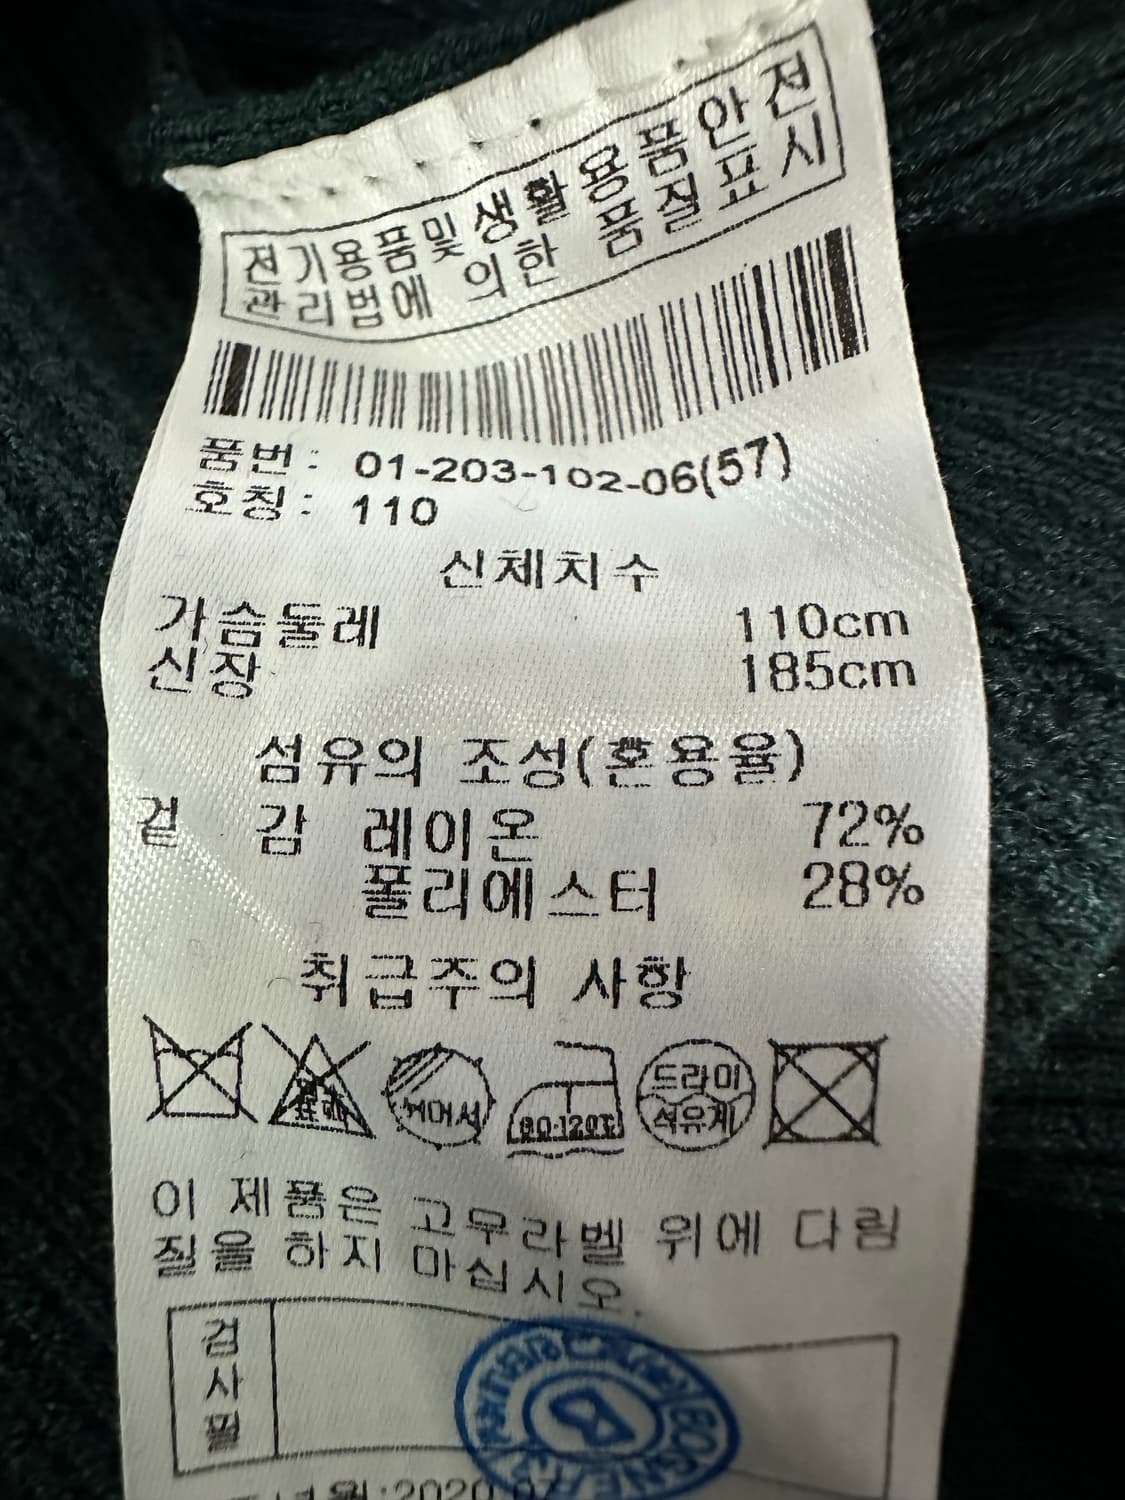 전기용품및 생활용품안전
관리법에 의한 품질표시
품번: 01-203-102-06(57)
호칭: 110
신체치수
가슴둘레 110cm
신장 185cm
섬유의 조성(혼용율)
겉 감 레이온 72%
폴리에스터 28%
취급주의 사항
뉘어서
80-120℃
드라이
석유계
이 제품은 고무라벨 위에 다림
질을 하지 마십시오.
검
사
필
BOGNER
2020.07